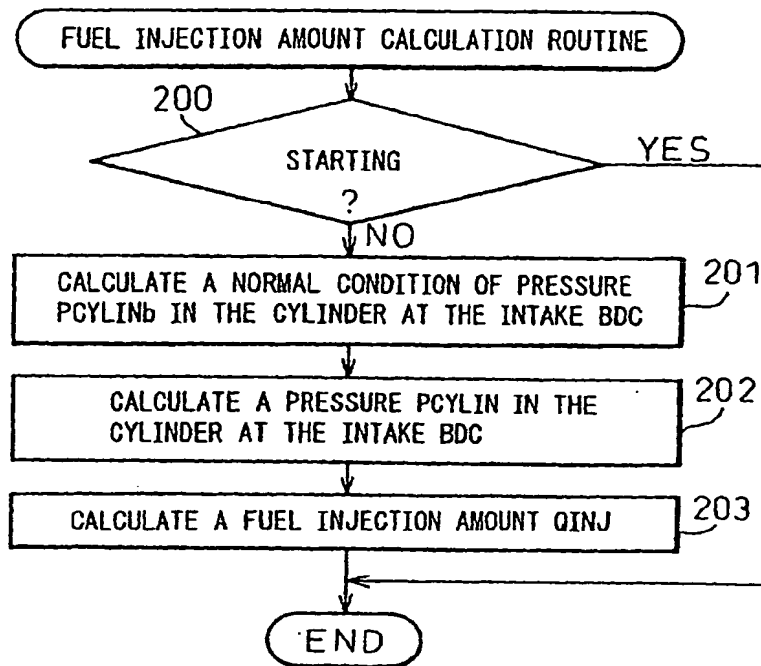 FUEL INJECTION AMOUNT CALCULATION ROUTINE
200
STARTING
?
YES
NO
201
CALCULATE A NORMAL CONDITION OF PRESSURE
PCYLINb IN THE CYLINDER AT THE INTAKE BDC
202
CALCULATE A PRESSURE PCYLIN IN THE
CYLINDER AT THE INTAKE BDC
203
CALCULATE A FUEL INJECTION AMOUNT QINJ
END